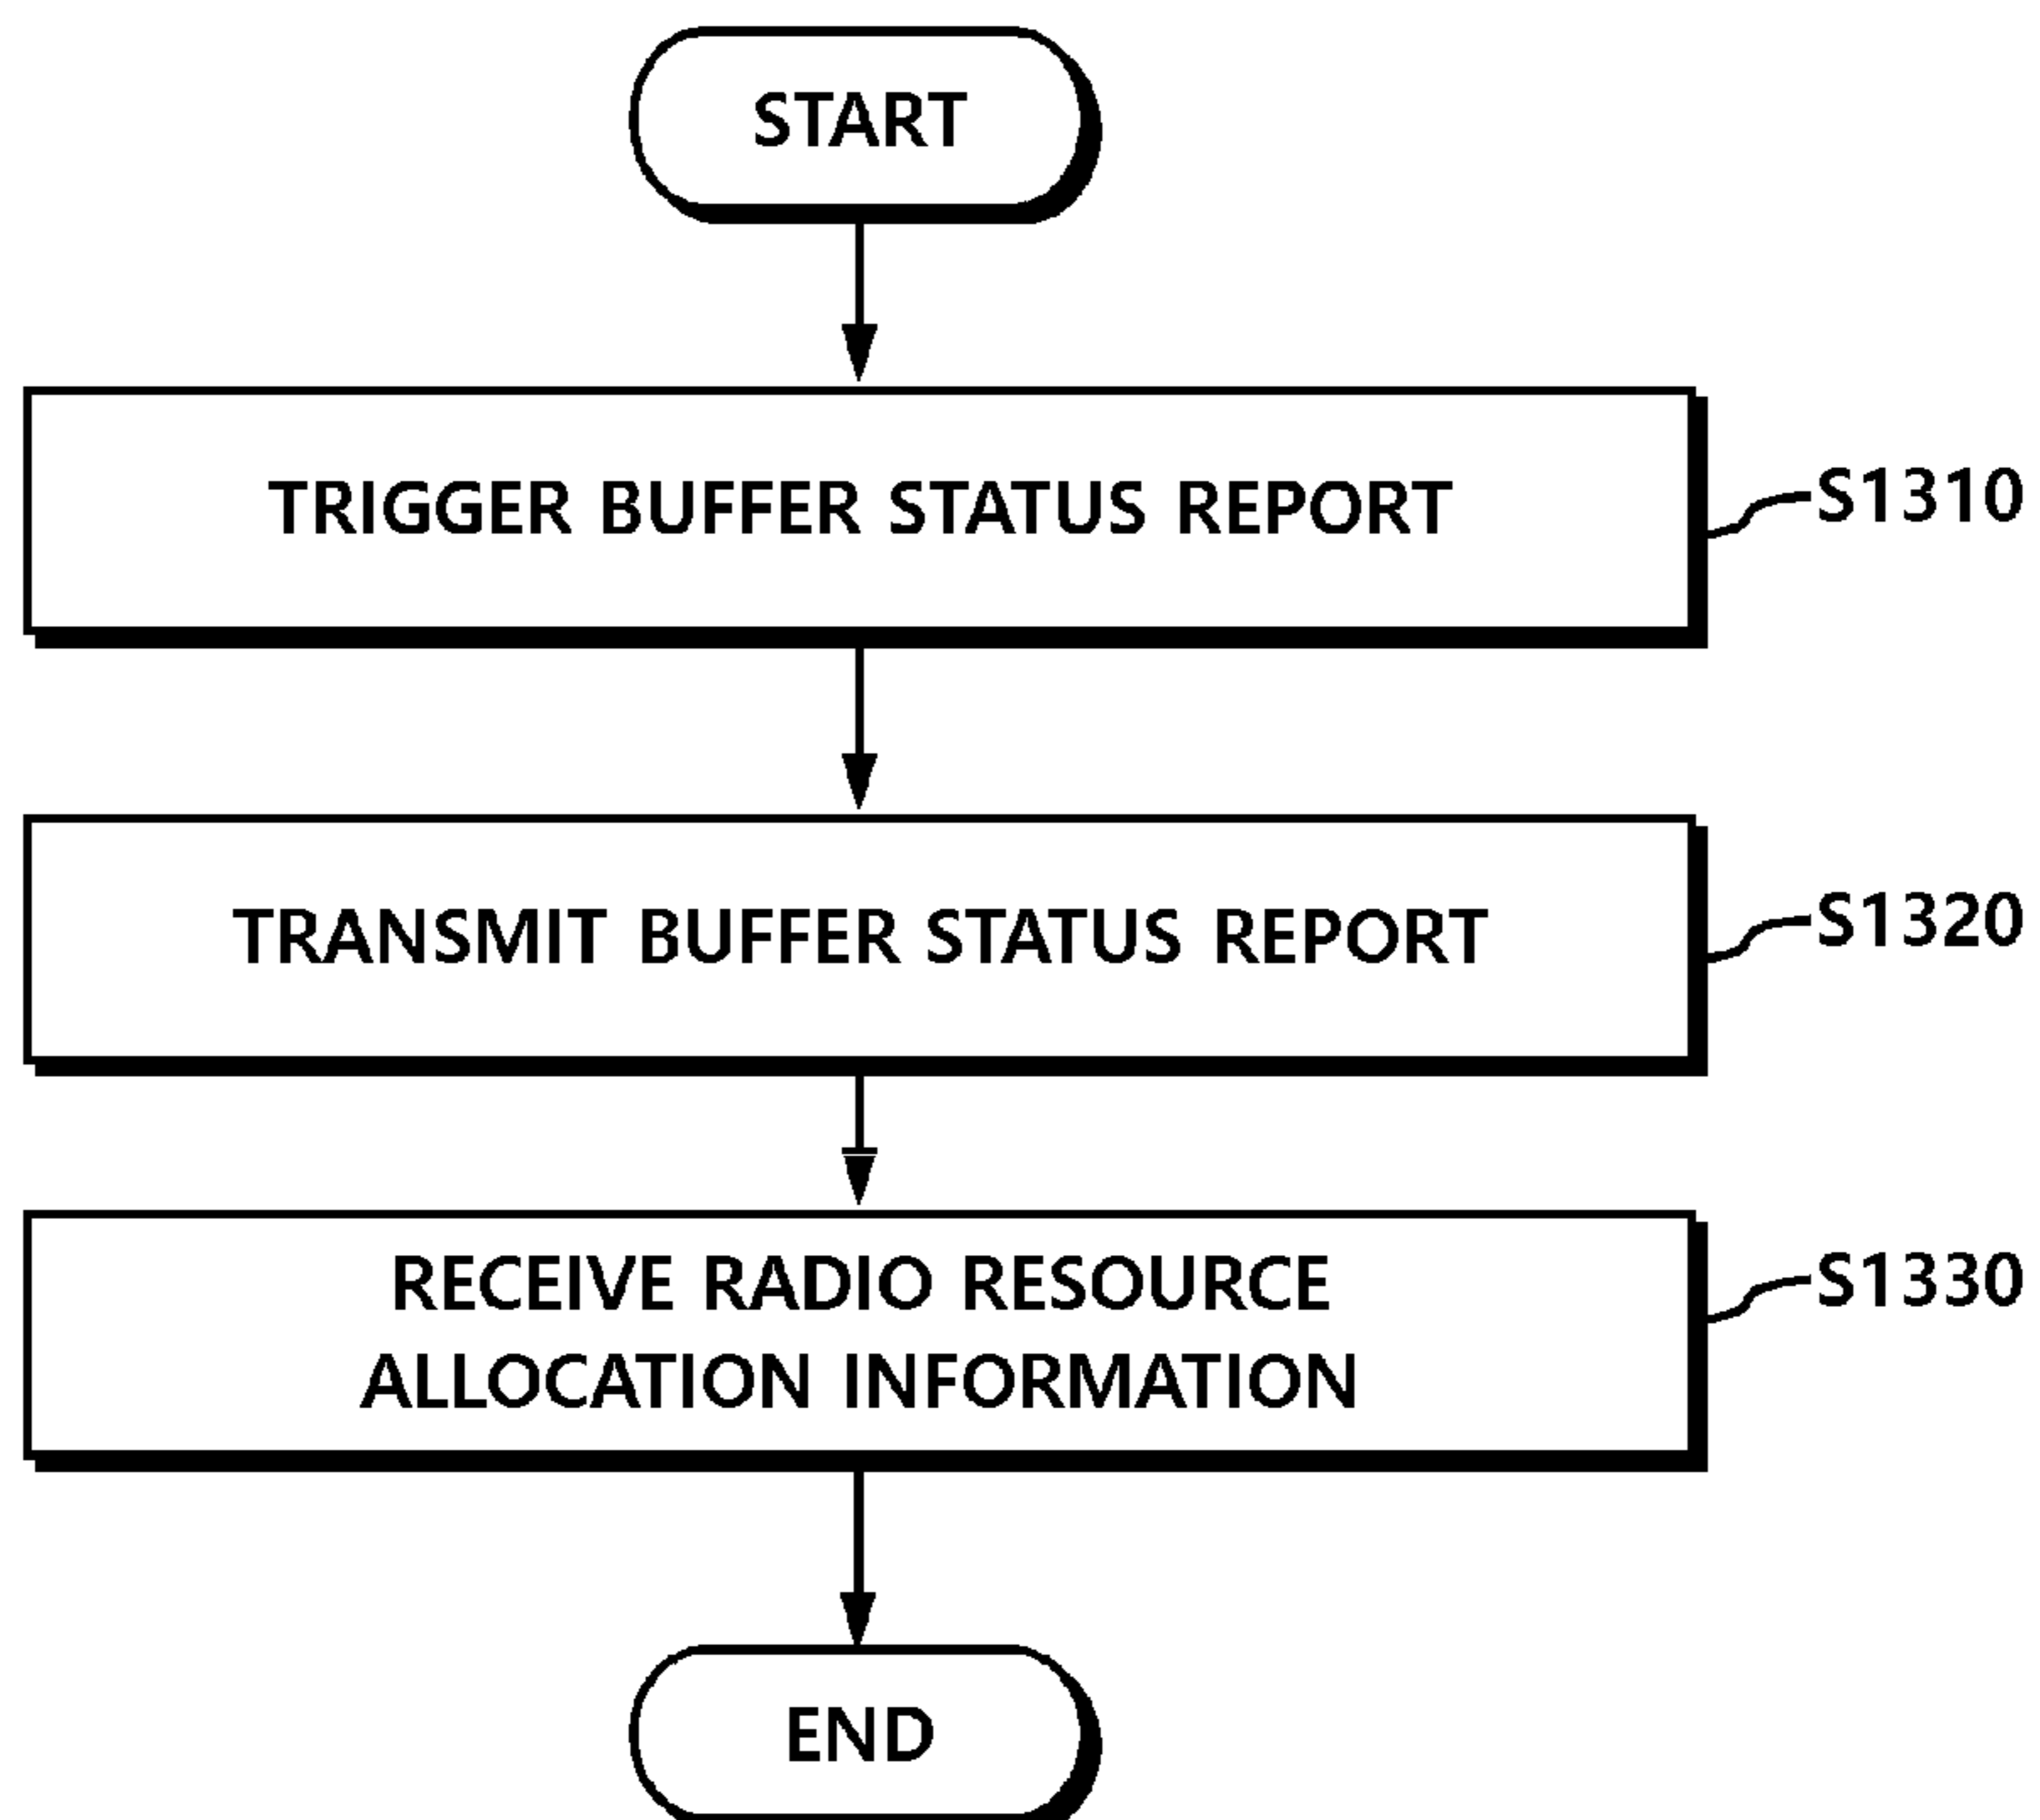 START
TRIGGER BUFFER STATUS REPORT
S1310
TRANSMIT BUFFER STATUS REPORT
S1320
RECEIVE RADIO RESOURCE
ALLOCATION INFORMATION
S1330
END